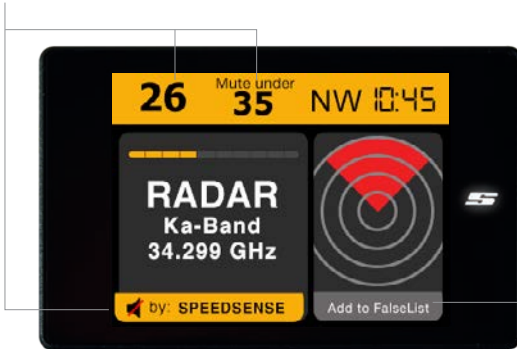 26 Mute under 35 NW 10:45
RADAR
Ka-Band
34.299 GHz
by: SPEEDSENSE
Add to FalseList